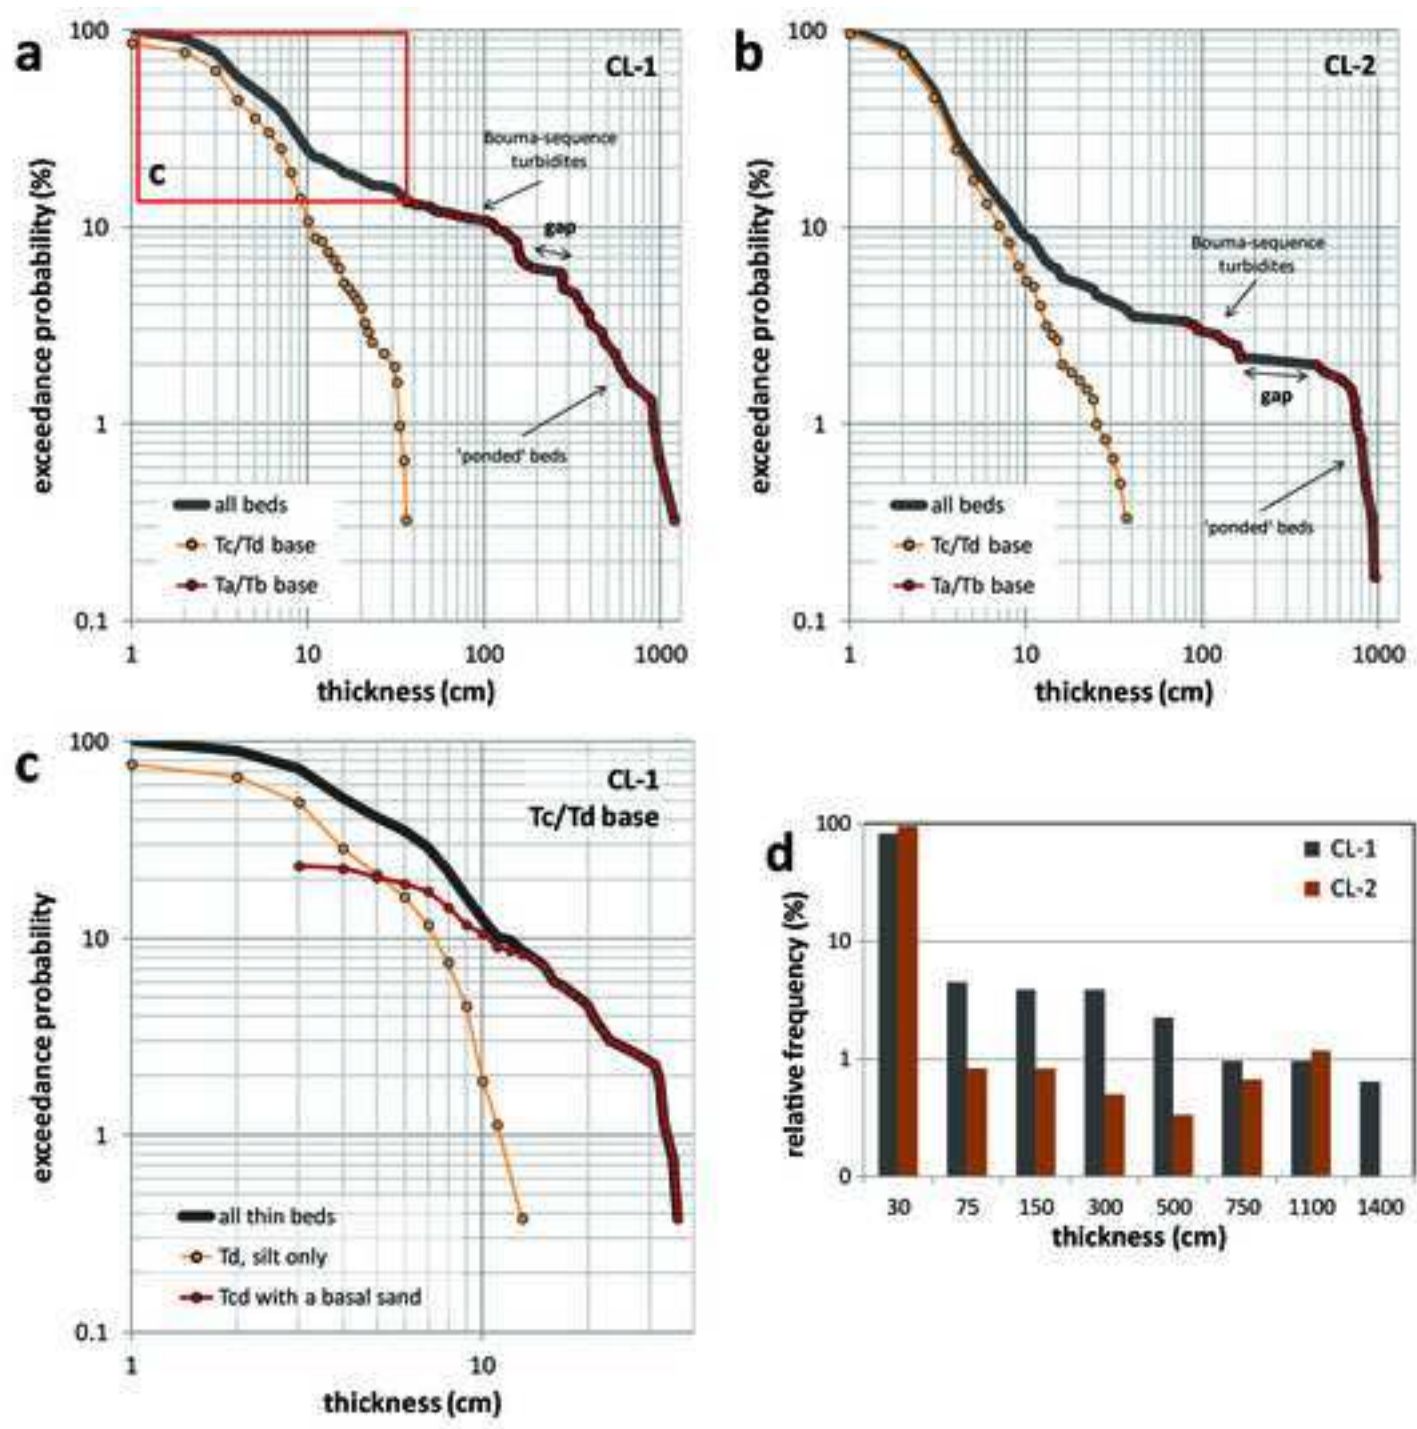 a
CL-1
100
10
1
0.1
exceedance probability (%)
c
Bouma-sequence
turbidites
gap
'ponded' beds
all beds
Tc/Td base
Ta/Tb base
1
10
100
1000
thickness (cm)
b
CL-2
100
10
1
0.1
exceedance probability (%)
Bouma-sequence
turbidites
gap
'ponded' beds
all beds
Tc/Td base
Ta/Tb base
1
10
100
1000
thickness (cm)
c
CL-1
Tc/Td base
100
10
1
0.1
exceedance probability
all thin beds
Td, silt only
Tcd with a basal sand
1
10
thickness (cm)
d
CL-1
CL-2
100
10
1
0
relative frequency (%)
30 75 150 300 500 750 1100 1400
thickness (cm)